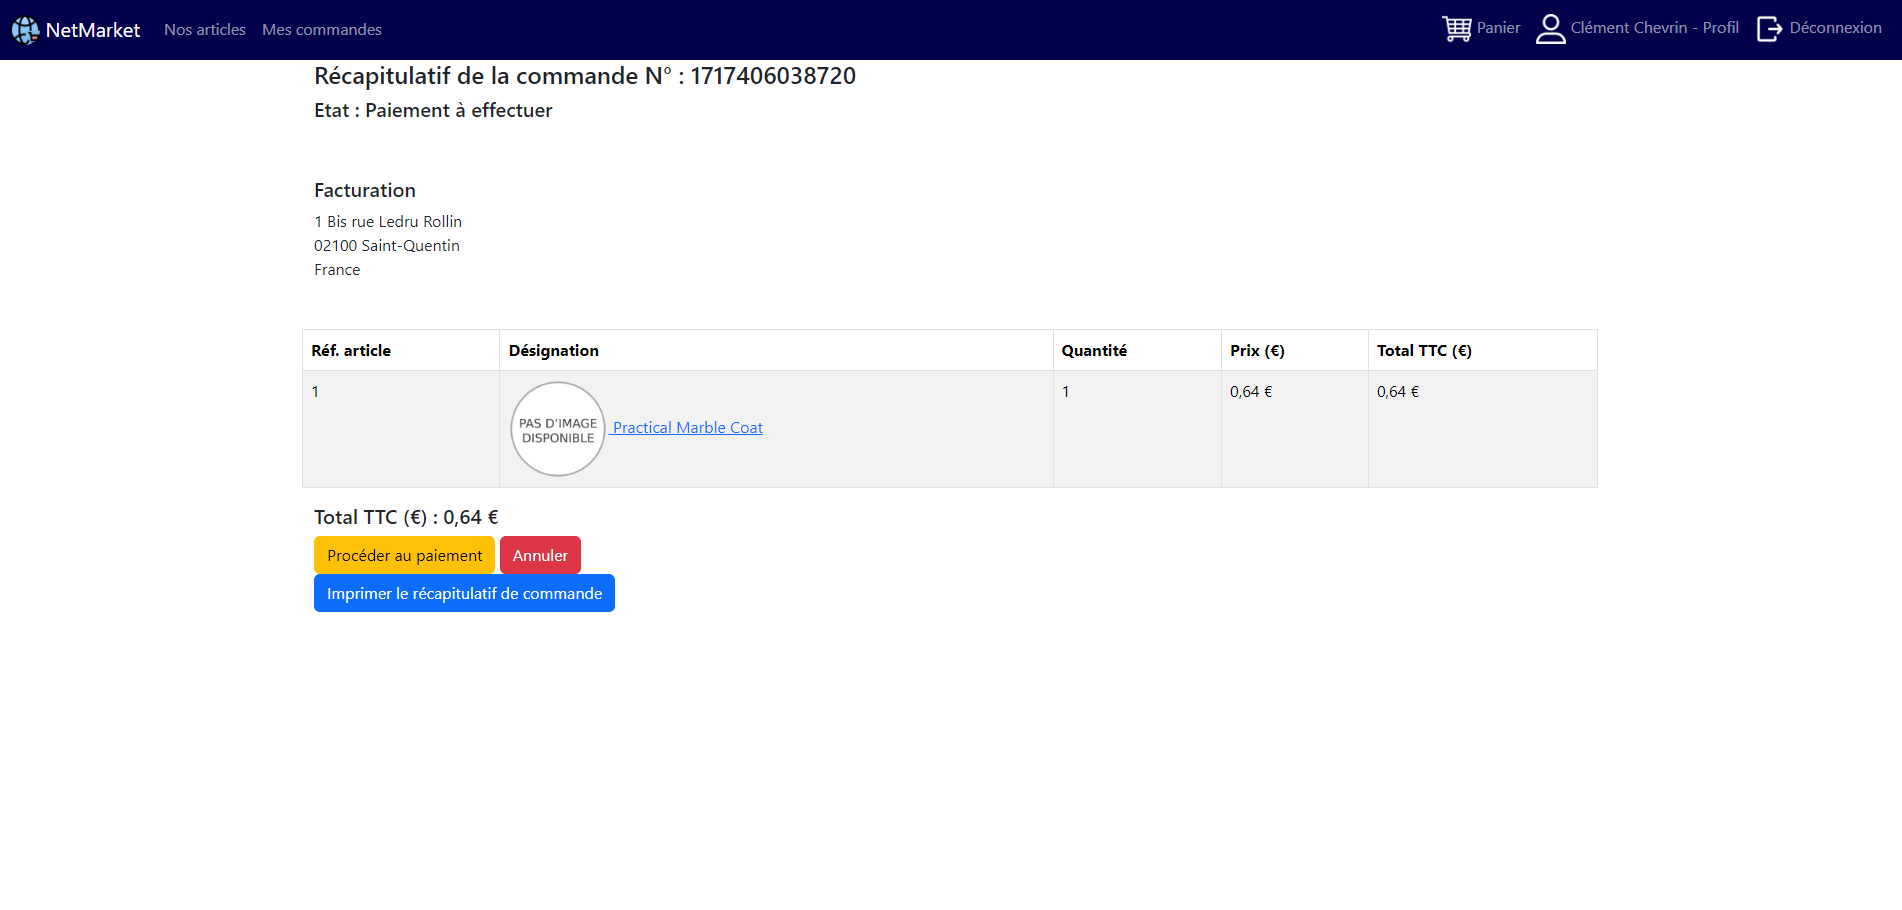 NetMarket Nos articles Mes commandes Panier Clément Chevrin - Profil Déconnexion
Récapitulatif de la commande N° : 1717406038720
Etat : Paiement à effectuer
Facturation
1 Bis rue Ledru Rollin
02100 Saint-Quentin
France
Réf. article Désignation Quantité Prix (€) Total TTC (€)
1 PAS D'IMAGE DISPONIBLE Practical Marble Coat 1 0,64 € 0,64 €
Total TTC (€) : 0,64 €
Procéder au paiement Annuler
Imprimer le récapitulatif de commande